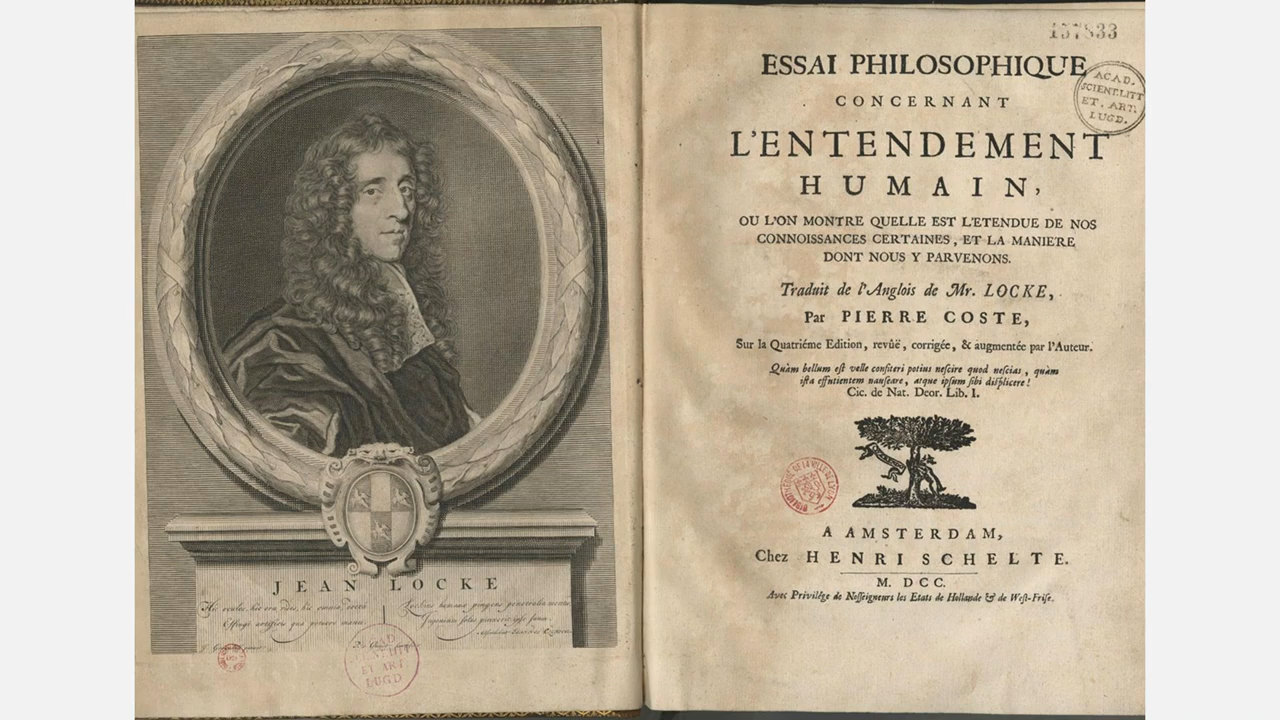 JEAN LOCKE
137833
ACAD.
SCIENT. LITT
ET. ART.
LUGD.
ESSAI PHILOSOPHIQUE
CONCERNANT
L'ENTENDEMENT
HUMAIN,
OU L'ON MONTRE QUELLE EST L'ETENDUE DE NOS
CONNOISSANCES CERTAINES, ET LA MANIERE
DONT NOUS Y PARVENONS.
Traduit de l'Anglois de Mr. LOCKE,
Par PIERRE COSTE,
Sur la Quatriéme Edition, revûë, corrigée, & augmentée par l'Auteur.
Quàm bellum est velle confiteri potius nescire quod nescias, quàm
ista effutientem nauseare, atque ipsum sibi displicere!
Cic. de Nat. Deor. Lib. I.
A AMSTERDAM,
Chez HENRI SCHELTE.
M. DCC.
Avec Privilége de Nosseigneurs les Etats de Hollande & de West-Frise.
ET ART
LUGD